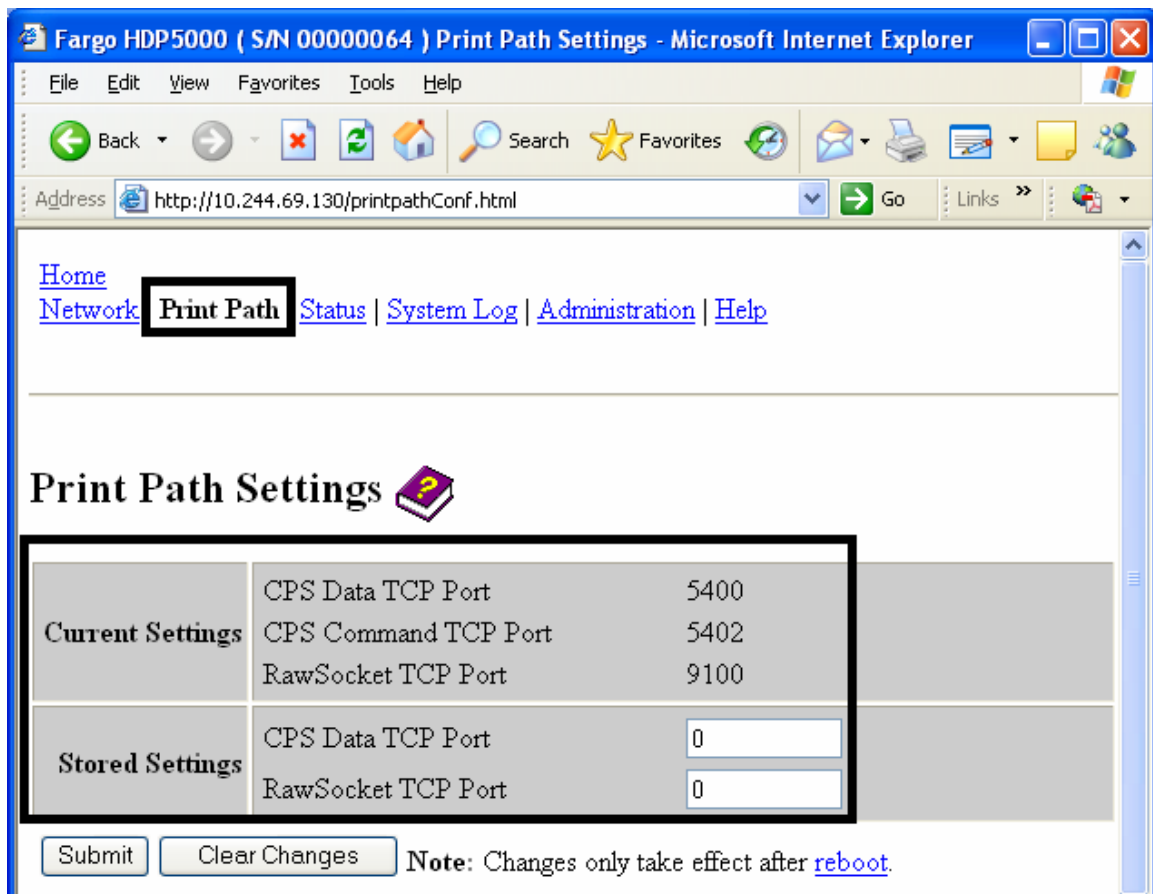 Fargo HDP5000 ( S/N 00000064 ) Print Path Settings - Microsoft Internet Explorer
File Edit View Favorites Tools Help
Back Search Favorites
Address http://10.244.69.130/printpathConf.html Go Links »
Home
Network Print Path Status | System Log | Administration | Help
Print Path Settings
Current Settings
CPS Data TCP Port 5400
CPS Command TCP Port 5402
RawSocket TCP Port 9100
Stored Settings
CPS Data TCP Port 0
RawSocket TCP Port 0
Submit Clear Changes Note: Changes only take effect after reboot.